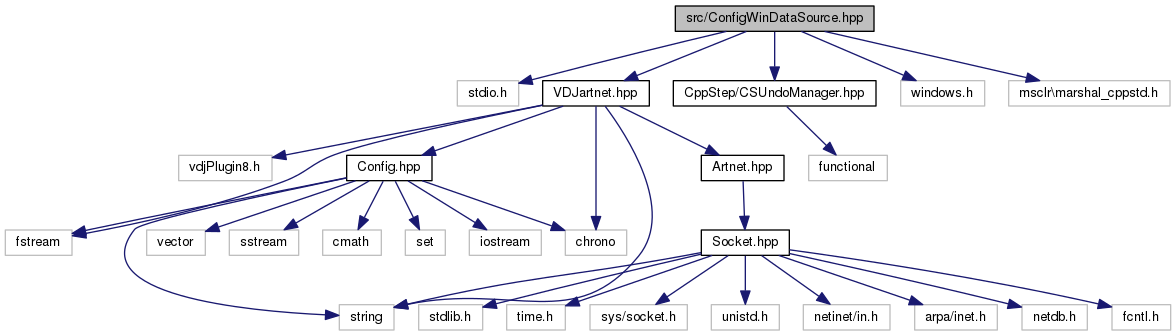 src/ConfigWinDataSource.hpp
stdio.h
VDJartnet.hpp
CppStep/CSUndoManager.hpp
windows.h
msclr\marshal_cppstd.h
vdjPlugin8.h
Config.hpp
Artnet.hpp
functional
fstream
vector
sstream
cmath
set
iostream
chrono
Socket.hpp
string
stdlib.h
time.h
sys/socket.h
unistd.h
netinet/in.h
arpa/inet.h
netdb.h
fcntl.h